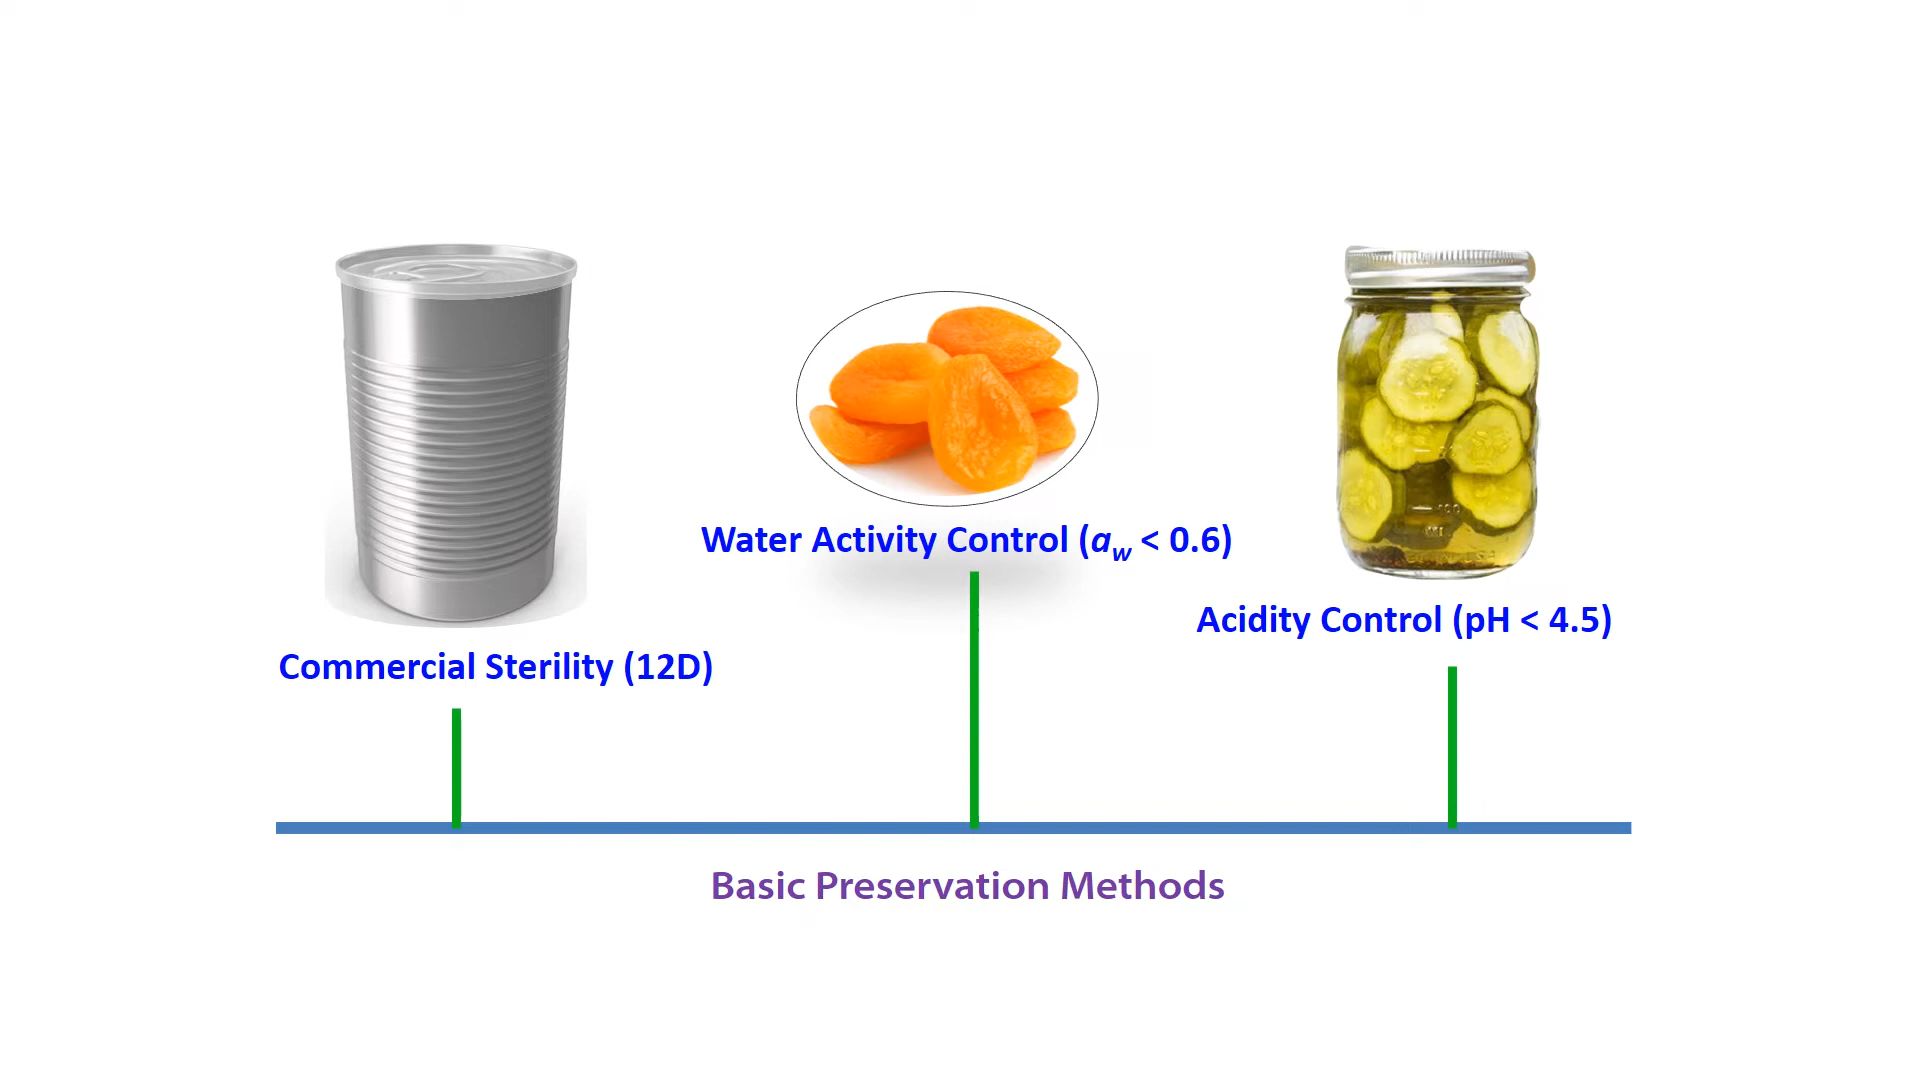 Water Activity Control (aw < 0.6)
Acidity Control (pH < 4.5)
Commercial Sterility (12D)
Basic Preservation Methods